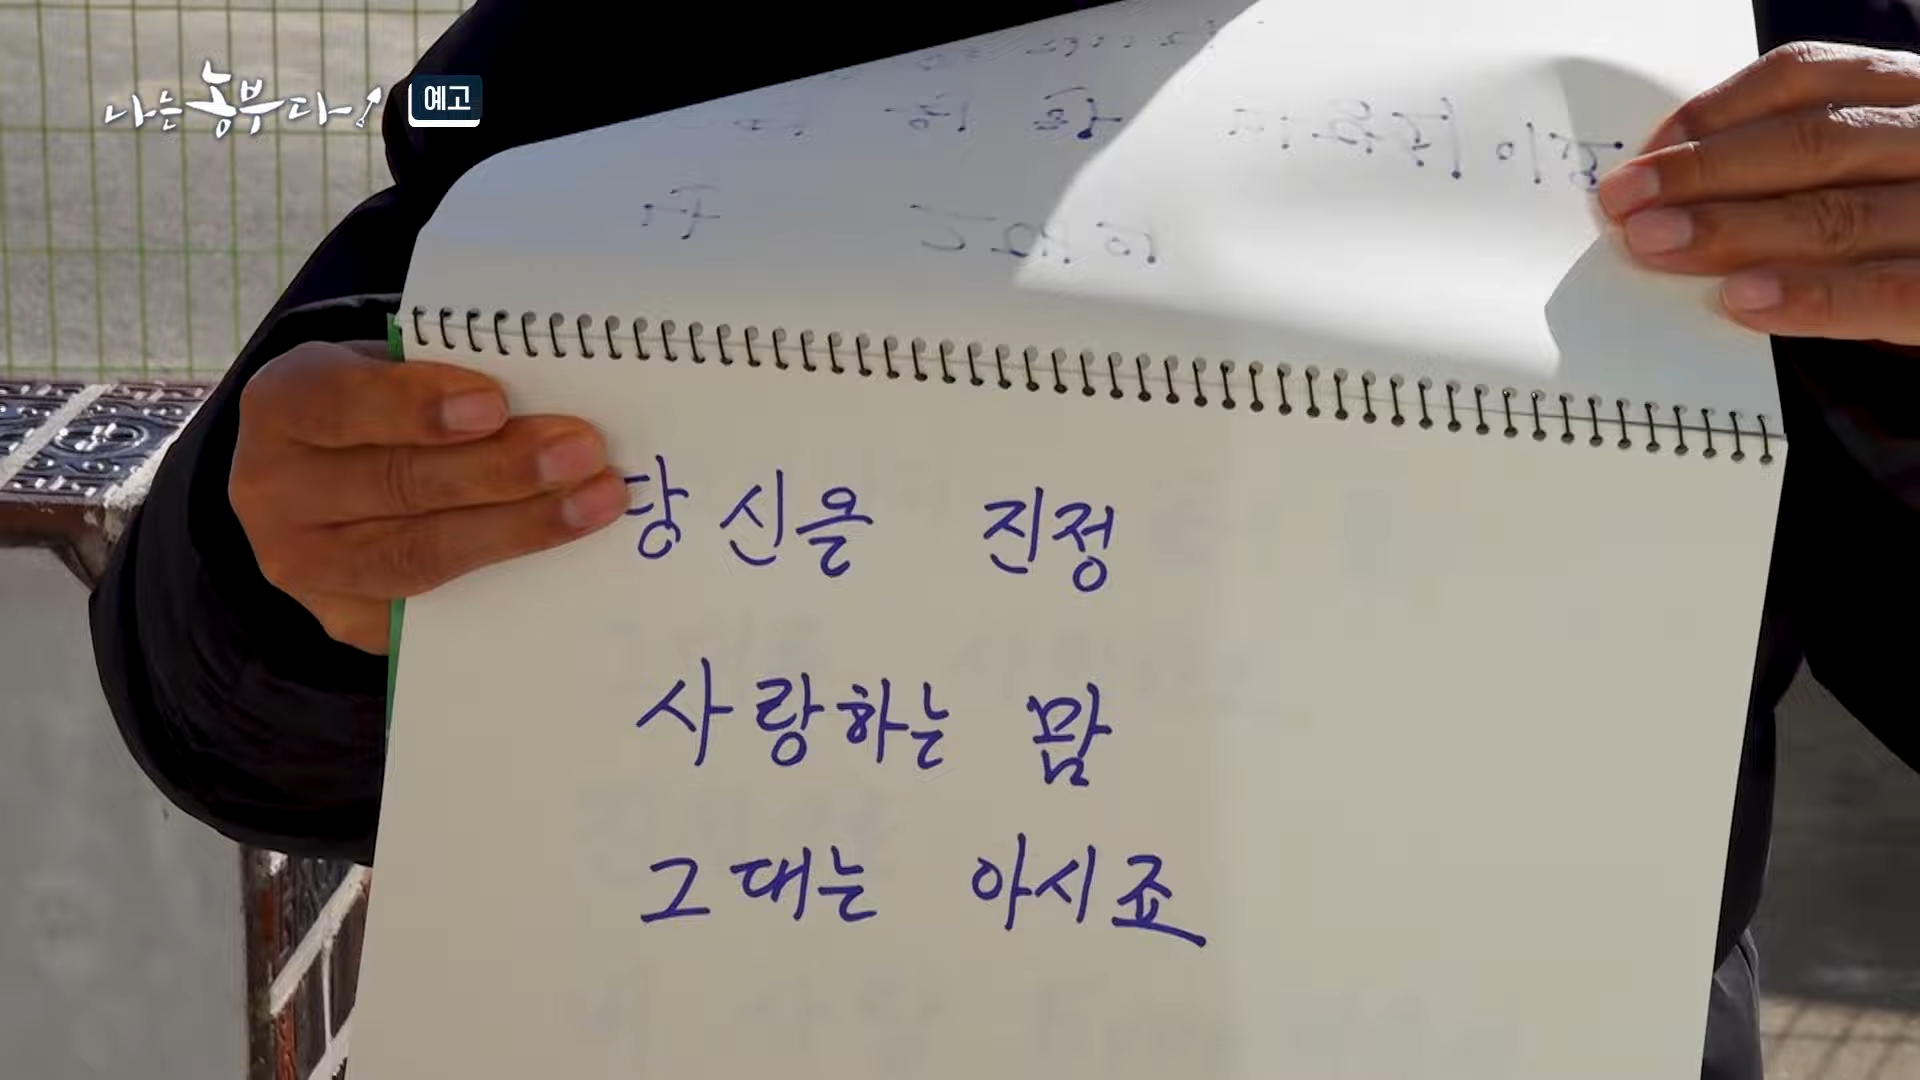 나는 농부다
예고
당신을 진정
사랑하는 맘
그대는 아시죠